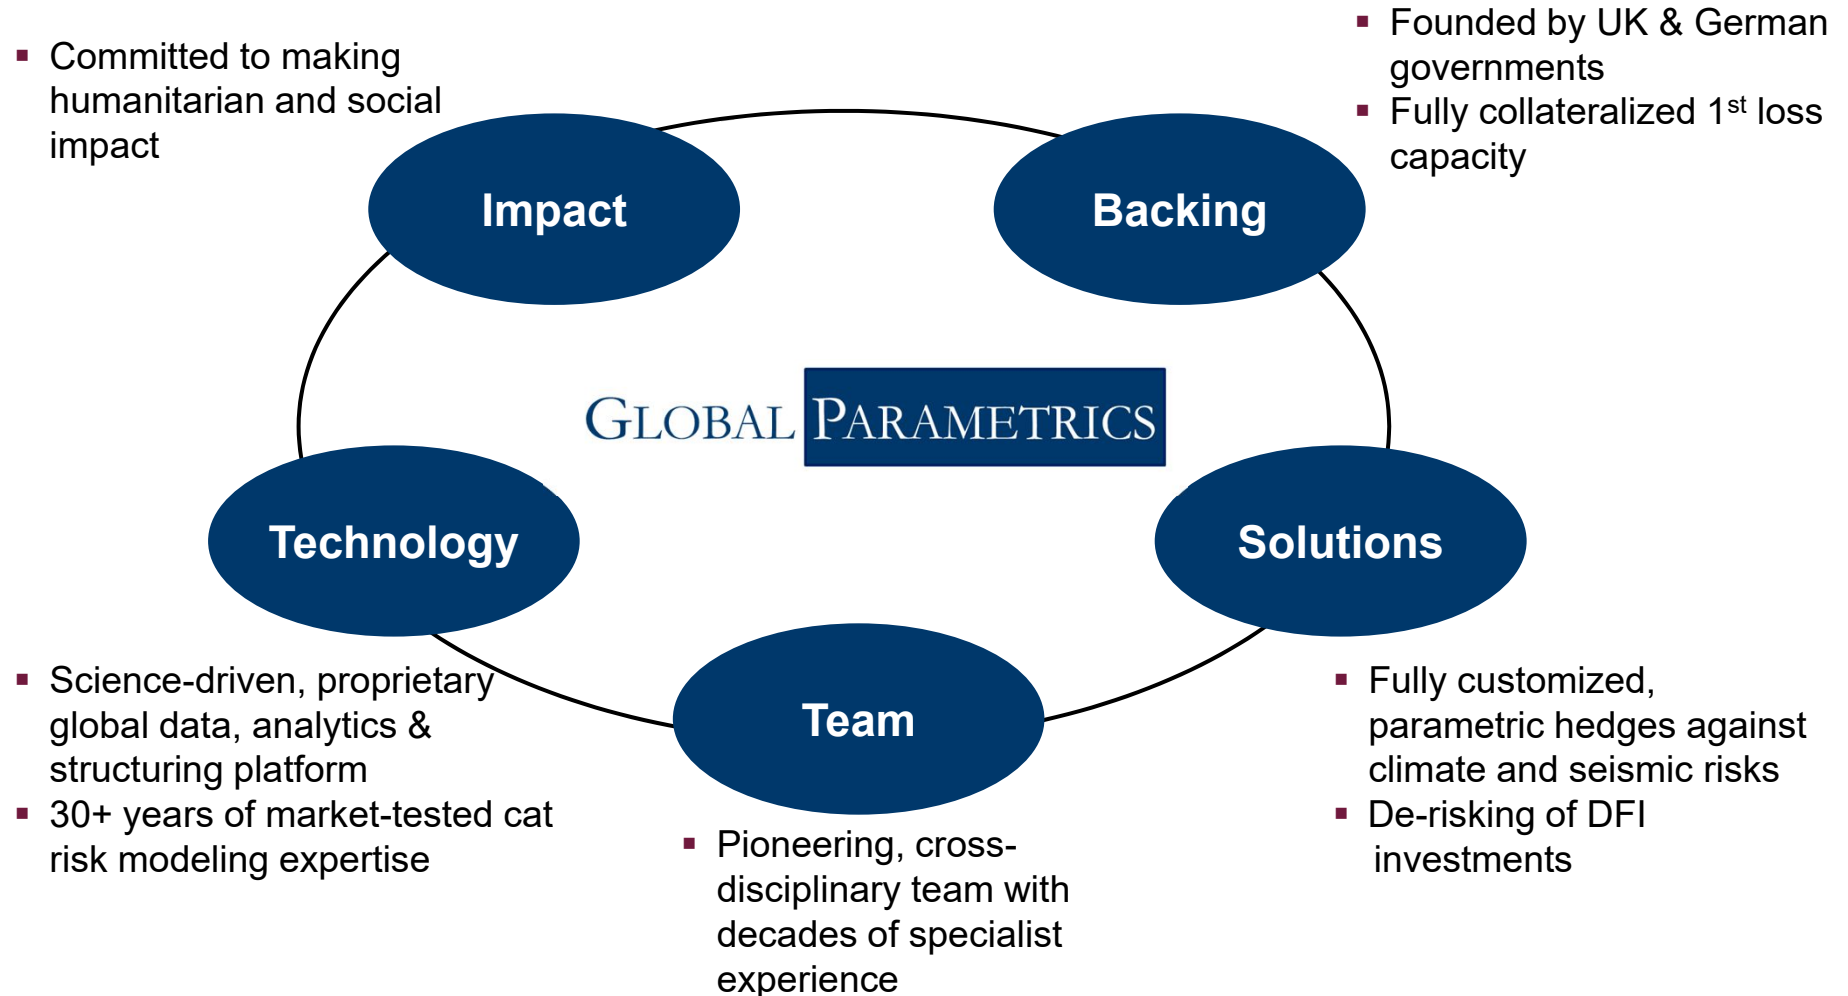 ▪ Committed to making
humanitarian and social
impact
▪ Founded by UK & German
governments
▪ Fully collateralized 1st loss
capacity
Impact
Backing
GLOBAL PARAMETRICS
Technology
Solutions
Team
▪ Science-driven, proprietary
global data, analytics &
structuring platform
▪ 30+ years of market-tested cat
risk modeling expertise
▪ Pioneering, cross-
disciplinary team with
decades of specialist
experience
▪ Fully customized,
parametric hedges against
climate and seismic risks
▪ De-risking of DFI
investments